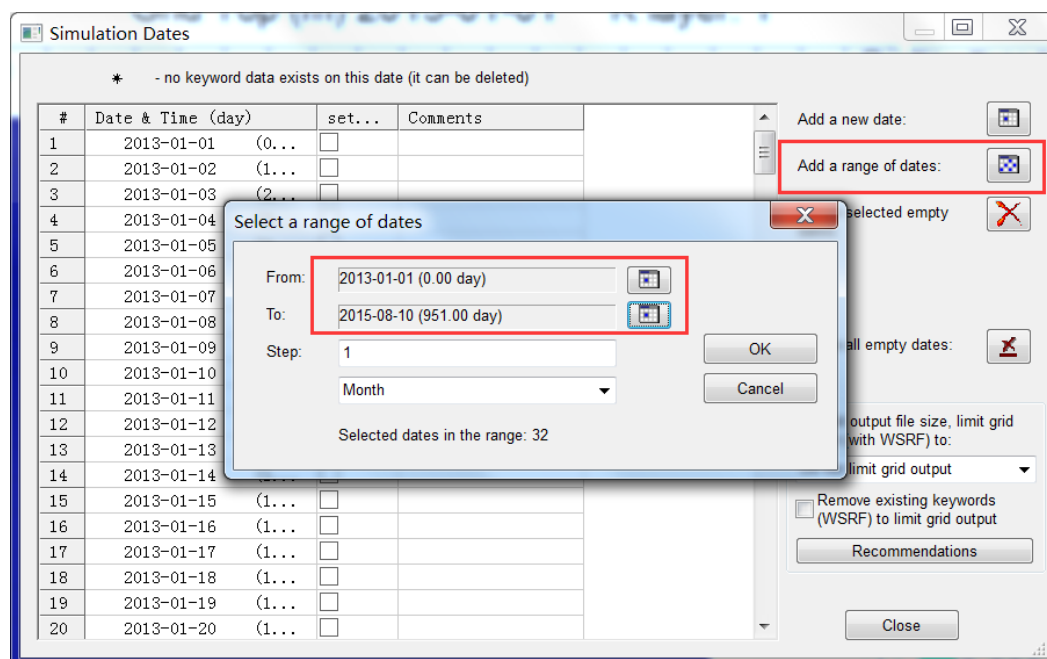 Simulation Dates
* - no keyword data exists on this date (it can be deleted)
# Date & Time (day) set... Comments
1 2013-01-01 (0...
2 2013-01-02 (1...
3 2013-01-03 (2...
4 2013-01-04
5 2013-01-05
6 2013-01-06
7 2013-01-07
8 2013-01-08
9 2013-01-09
10 2013-01-10
11 2013-01-11
12 2013-01-12
13 2013-01-13
14 2013-01-14
15 2013-01-15 (1...
16 2013-01-16 (1...
17 2013-01-17 (1...
18 2013-01-18 (1...
19 2013-01-19 (1...
20 2013-01-20 (1...
Select a range of dates
From: 2013-01-01 (0.00 day)
To: 2015-08-10 (951.00 day)
Step: 1
Month
Selected dates in the range: 32
OK
Cancel
Add a new date:
Add a range of dates:
selected empty
all empty dates:
output file size, limit grid
with WSRF) to:
limit grid output
Remove existing keywords
(WSRF) to limit grid output
Recommendations
Close